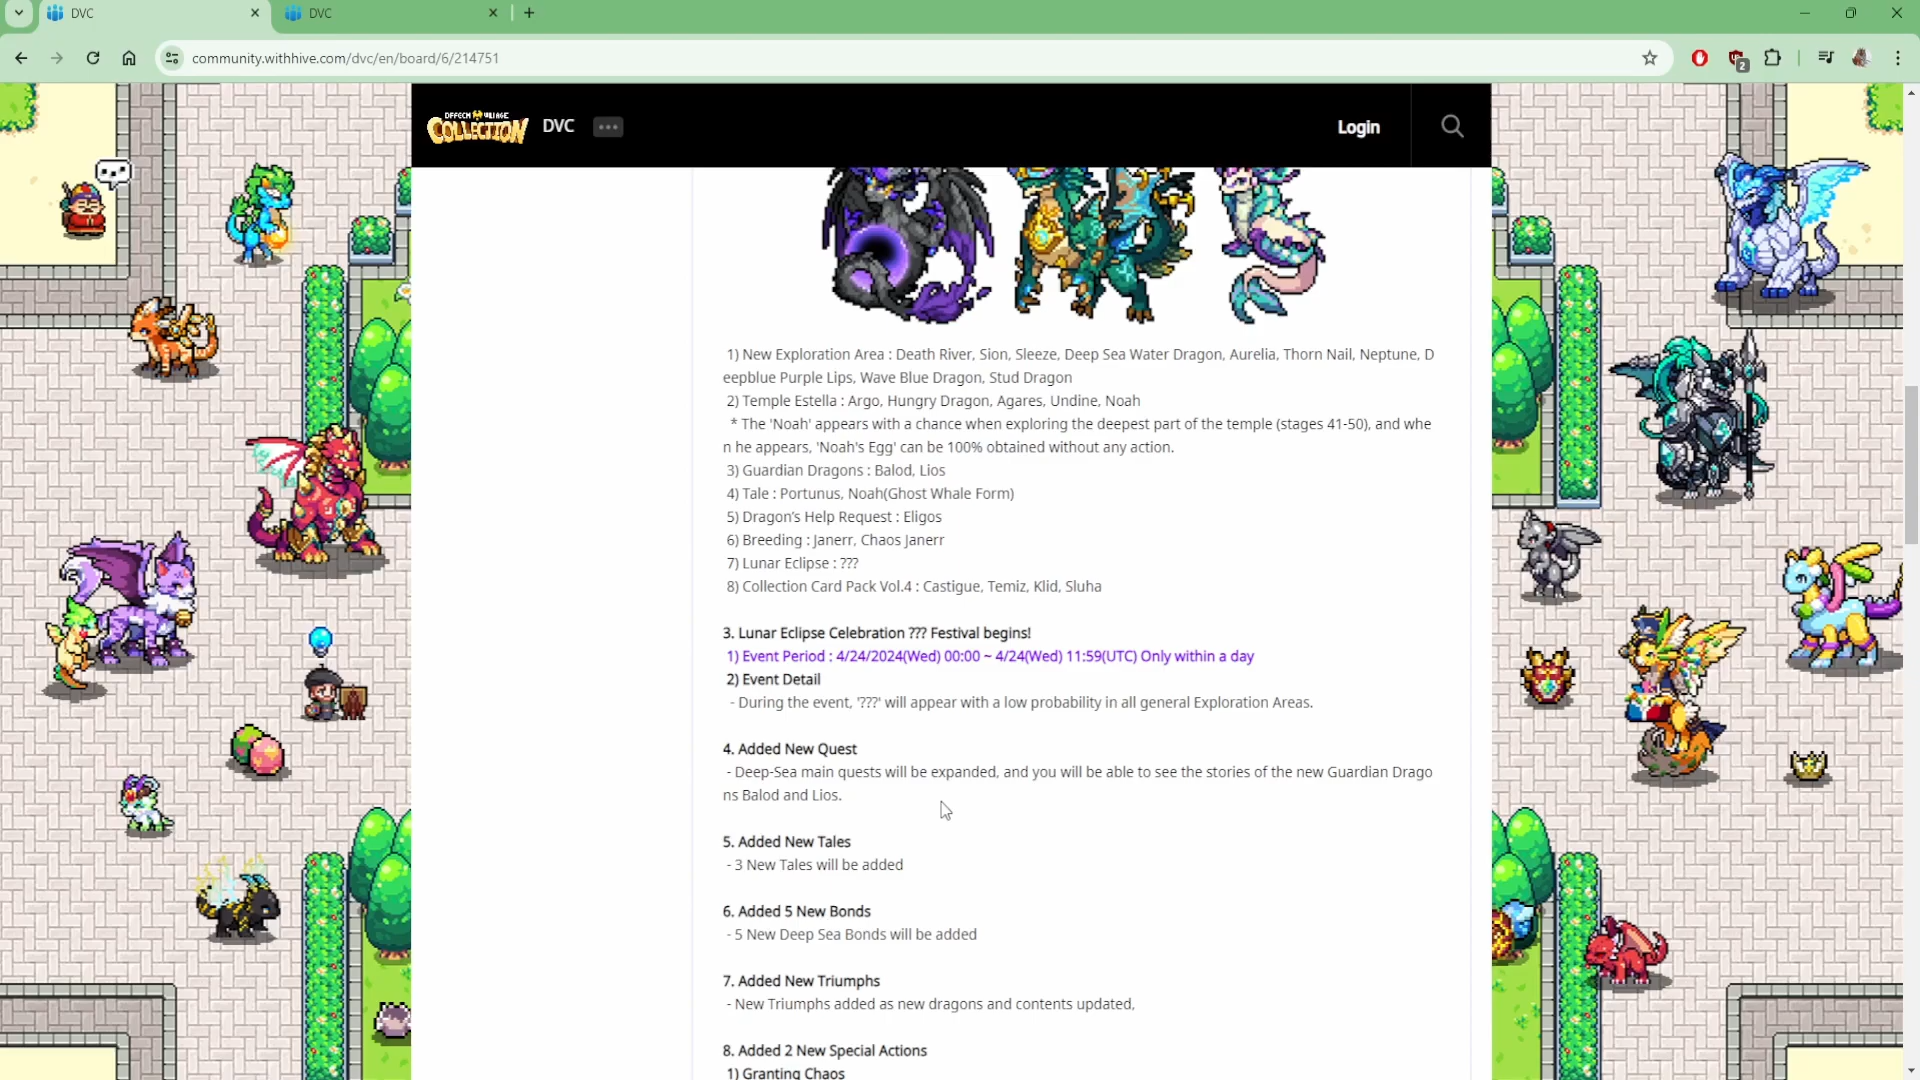 DVC
DVC
community.withhive.com/dvc/en/board/6/214751
2
COLLECTION
DVC
Login
1) New Exploration Area : Death River, Sion, Sleeze, Deep Sea Water Dragon, Aurelia, Thorn Nail, Neptune, D
eepblue Purple Lips, Wave Blue Dragon, Stud Dragon
2) Temple Estella : Argo, Hungry Dragon, Agares, Undine, Noah
* The 'Noah' appears with a chance when exploring the deepest part of the temple (stages 41-50), and whe
n he appears, 'Noah's Egg' can be 100% obtained without any action.
3) Guardian Dragons : Balod, Lios
4) Tale : Portunus, Noah(Ghost Whale Form)
5) Dragon’s Help Request : Eligos
6) Breeding : Janerr, Chaos Janerr
7) Lunar Eclipse : ???
8) Collection Card Pack Vol.4 : Castigue, Temiz, Klid, Sluha
3. Lunar Eclipse Celebration ??? Festival begins!
1) Event Period : 4/24/2024(Wed) 00:00 ~ 4/24(Wed) 11:59(UTC) Only within a day
2) Event Detail
- During the event, '???' will appear with a low probability in all general Exploration Areas.
4. Added New Quest
- Deep-Sea main quests will be expanded, and you will be able to see the stories of the new Guardian Drago
ns Balod and Lios.
5. Added New Tales
- 3 New Tales will be added
6. Added 5 New Bonds
- 5 New Deep Sea Bonds will be added
7. Added New Triumphs
- New Triumphs added as new dragons and contents updated,
8. Added 2 New Special Actions
1) Granting Chaos